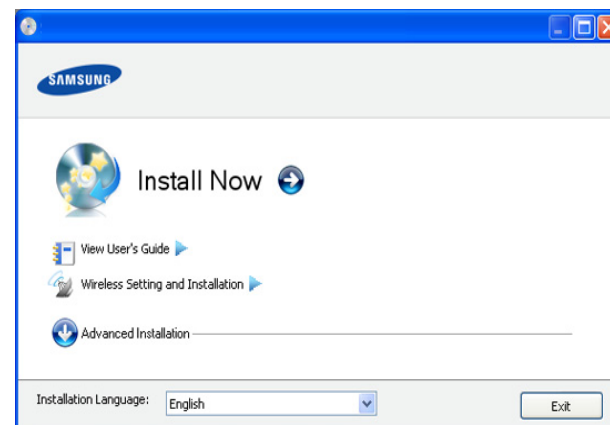 SAMSUNG
Install Now
View User's Guide
Wireless Setting and Installation
Advanced Installation
Installation Language: English Exit